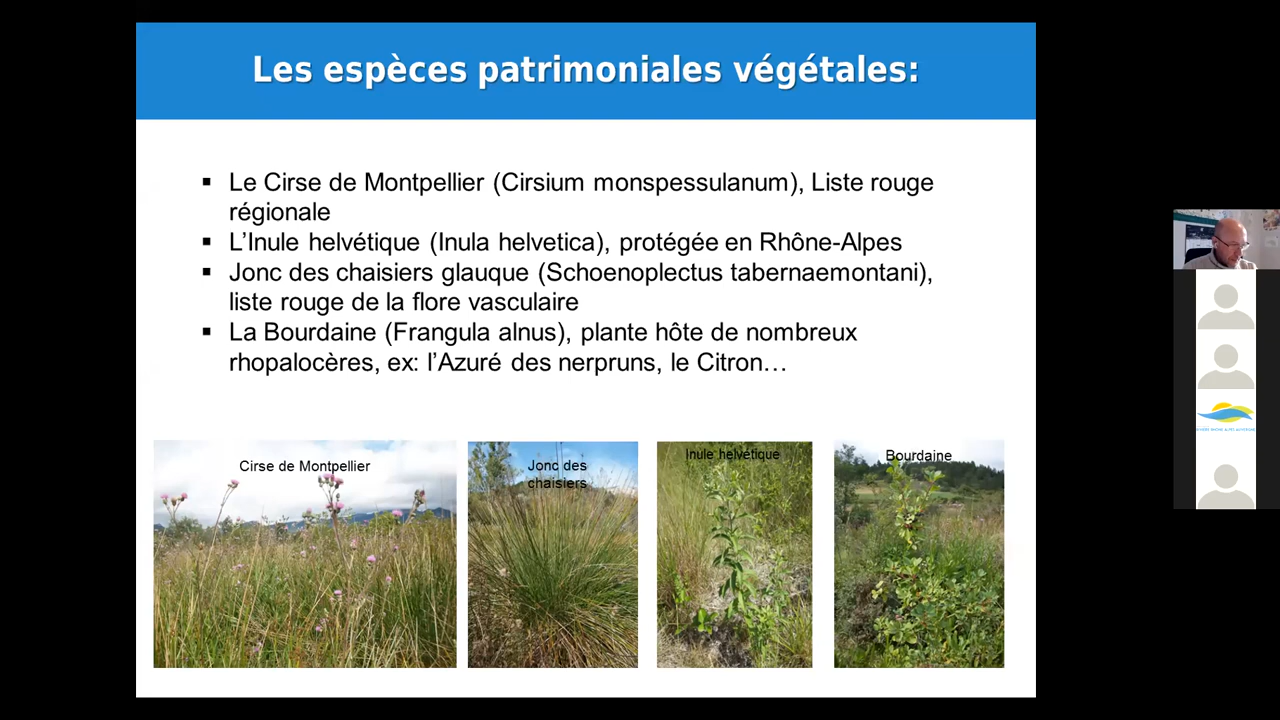 Les espèces patrimoniales végétales:
▪ Le Cirse de Montpellier (Cirsium monspessulanum), Liste rouge
régionale
▪ L’Inule helvétique (Inula helvetica), protégée en Rhône-Alpes
▪ Jonc des chaisiers glauque (Schoenoplectus tabernaemontani),
liste rouge de la flore vasculaire
▪ La Bourdaine (Frangula alnus), plante hôte de nombreux
rhopalocères, ex: l’Azuré des nerpruns, le Citron…
Cirse de Montpellier
Jonc des
chaisiers
Inule helvétique
Bourdaine